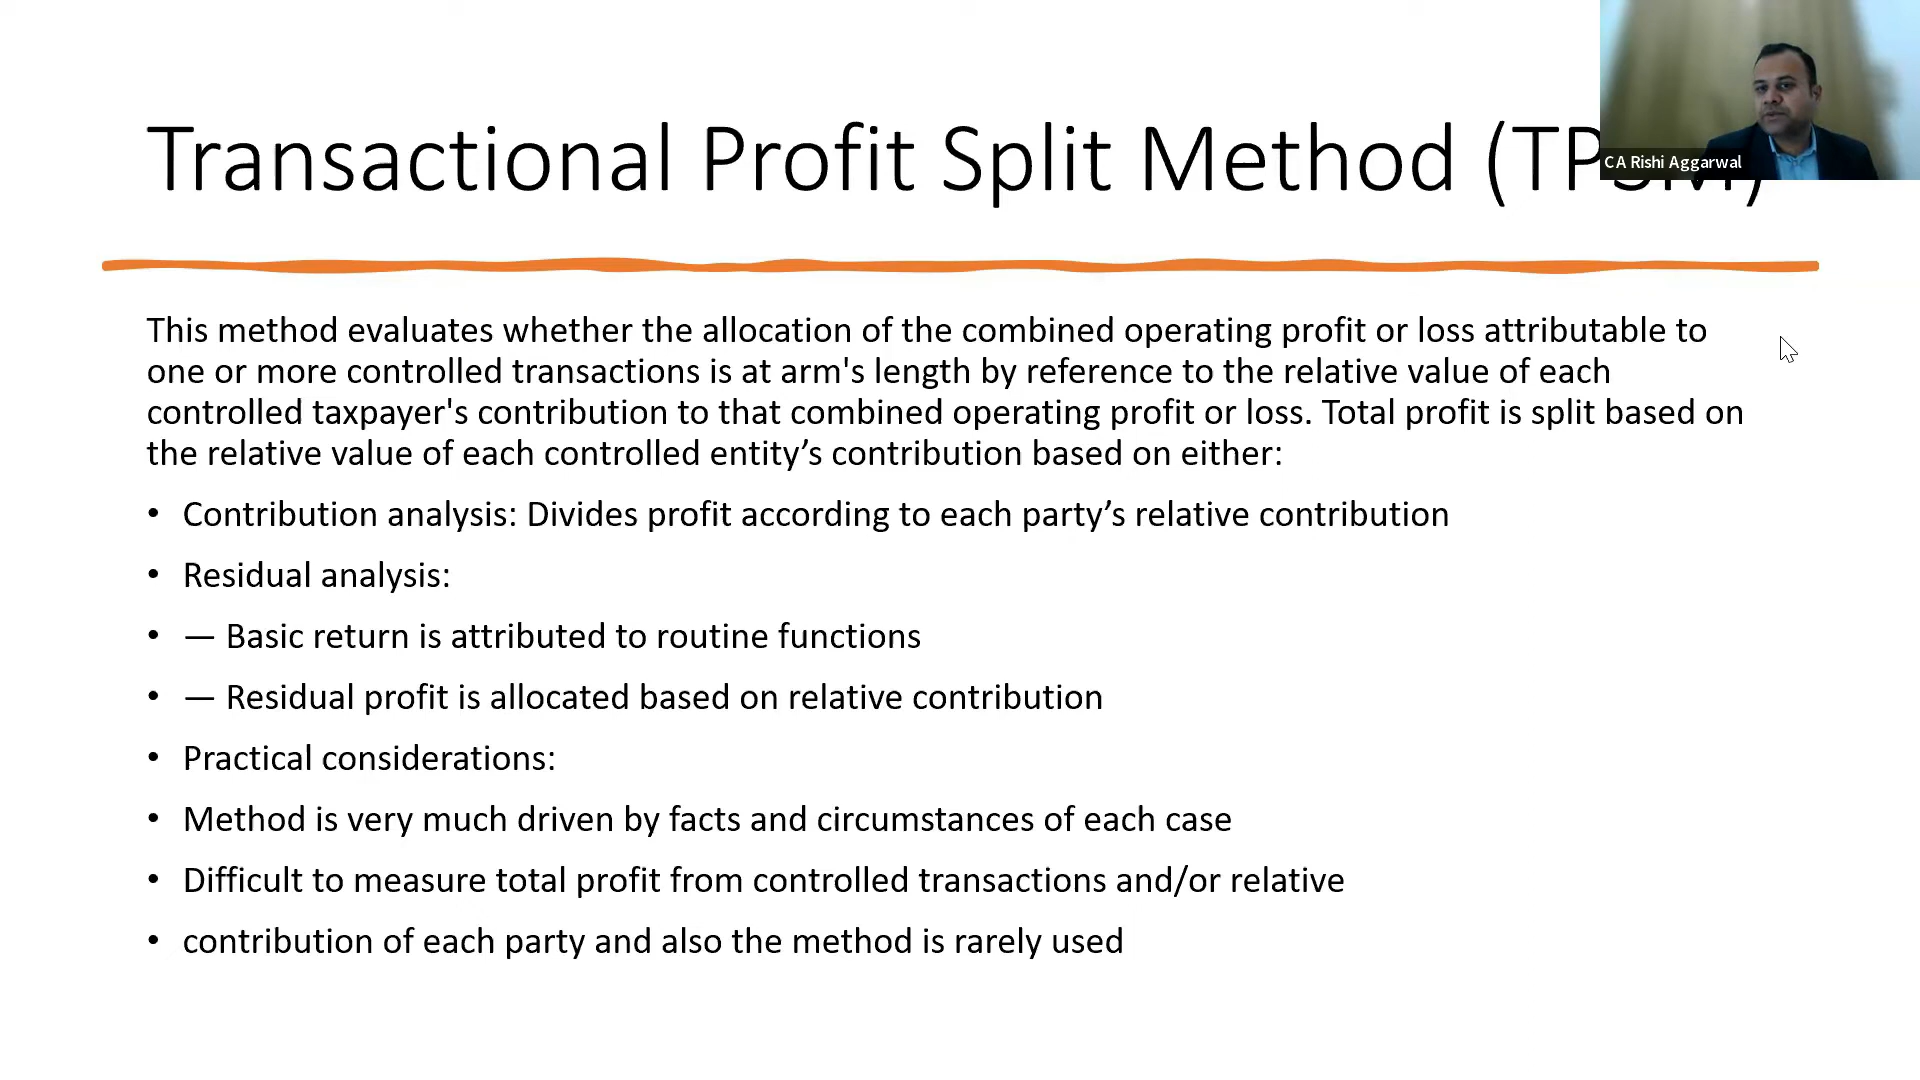 Transactional Profit Split Method (TPSM)
CA Rishi Aggarwal
This method evaluates whether the allocation of the combined operating profit or loss attributable to
one or more controlled transactions is at arm's length by reference to the relative value of each
controlled taxpayer's contribution to that combined operating profit or loss. Total profit is split based on
the relative value of each controlled entity’s contribution based on either:
• Contribution analysis: Divides profit according to each party’s relative contribution
• Residual analysis:
• — Basic return is attributed to routine functions
• — Residual profit is allocated based on relative contribution
• Practical considerations:
• Method is very much driven by facts and circumstances of each case
• Difficult to measure total profit from controlled transactions and/or relative
• contribution of each party and also the method is rarely used